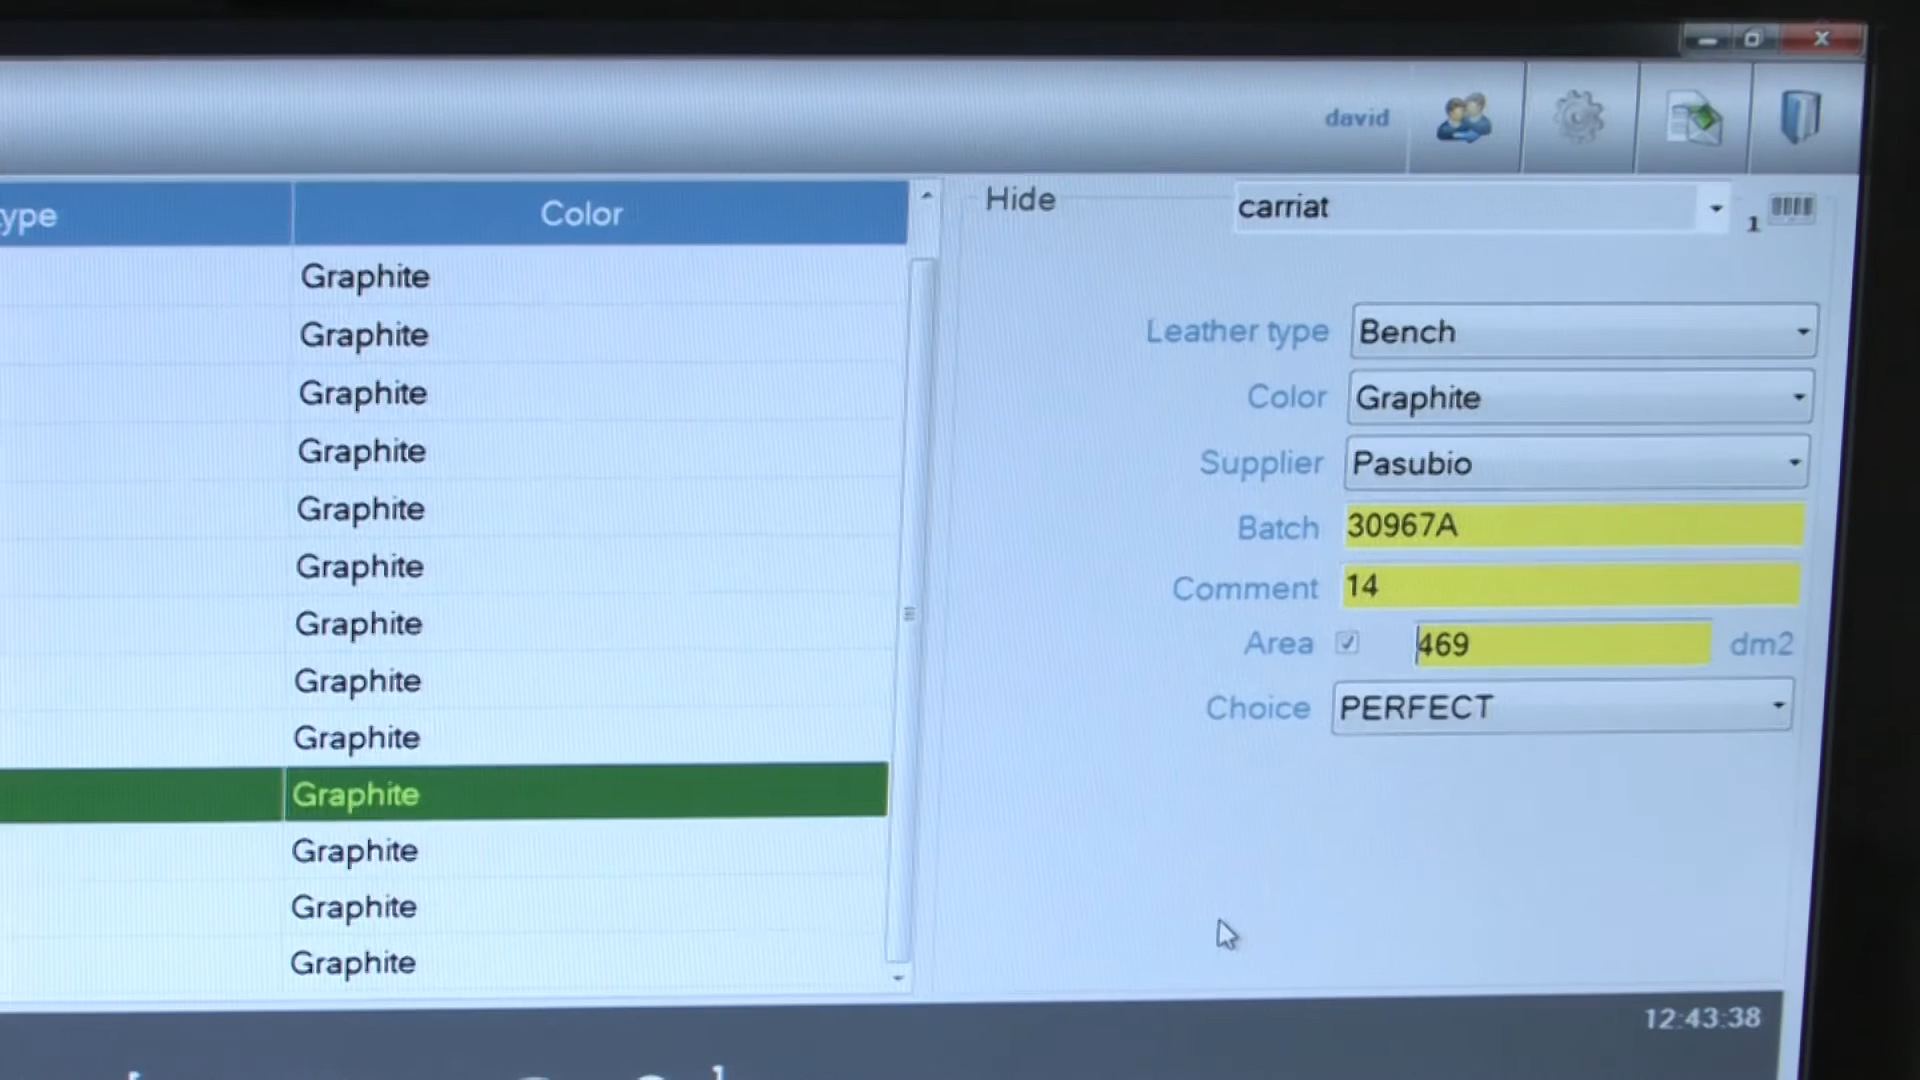 david
ype
Color
Hide
carriat
1
Graphite
Graphite
Graphite
Graphite
Graphite
Graphite
Graphite
Graphite
Graphite
Graphite
Graphite
Graphite
Graphite
Leather type
Bench
Color
Graphite
Supplier
Pasubio
Batch
30967A
Comment
14
Area
469
dm2
Choice
PERFECT
12:43:38